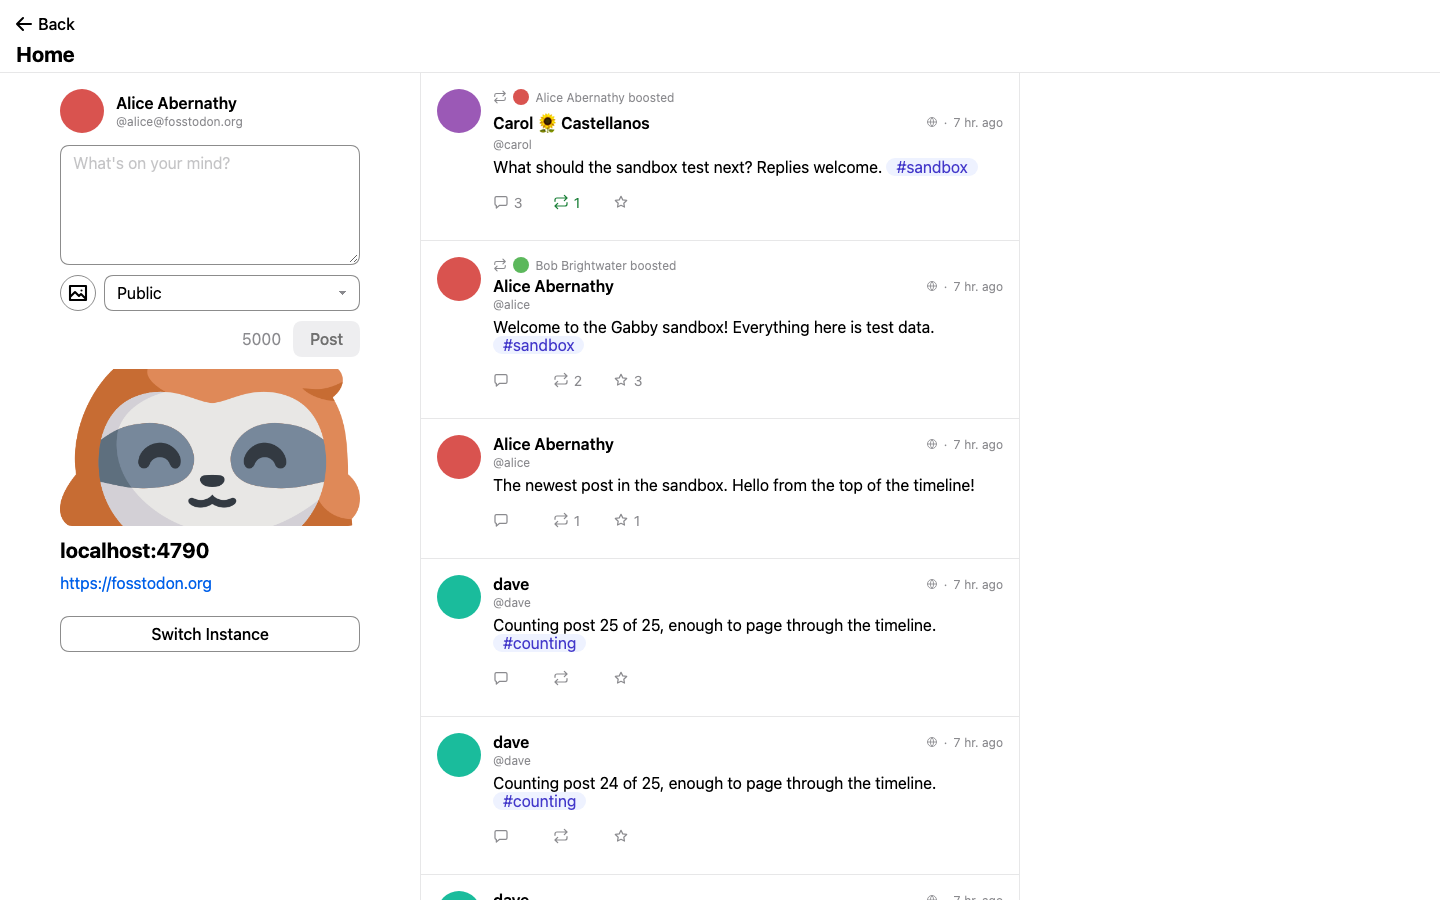 Back
Home
Alice Abernathy
@alice@fosstodon.org
What's on your mind?
Public
5000 Post
localhost:4790
https://fosstodon.org
Switch Instance
Alice Abernathy boosted
Carol 🌻 Castellanos · 7 hr. ago
@carol
What should the sandbox test next? Replies welcome. #sandbox
3 1
Bob Brightwater boosted
Alice Abernathy · 7 hr. ago
@alice
Welcome to the Gabby sandbox! Everything here is test data.
#sandbox
2 3
Alice Abernathy · 7 hr. ago
@alice
The newest post in the sandbox. Hello from the top of the timeline!
1 1
dave · 7 hr. ago
@dave
Counting post 25 of 25, enough to page through the timeline.
#counting
dave · 7 hr. ago
@dave
Counting post 24 of 25, enough to page through the timeline.
#counting
dave · 7 hr. ago